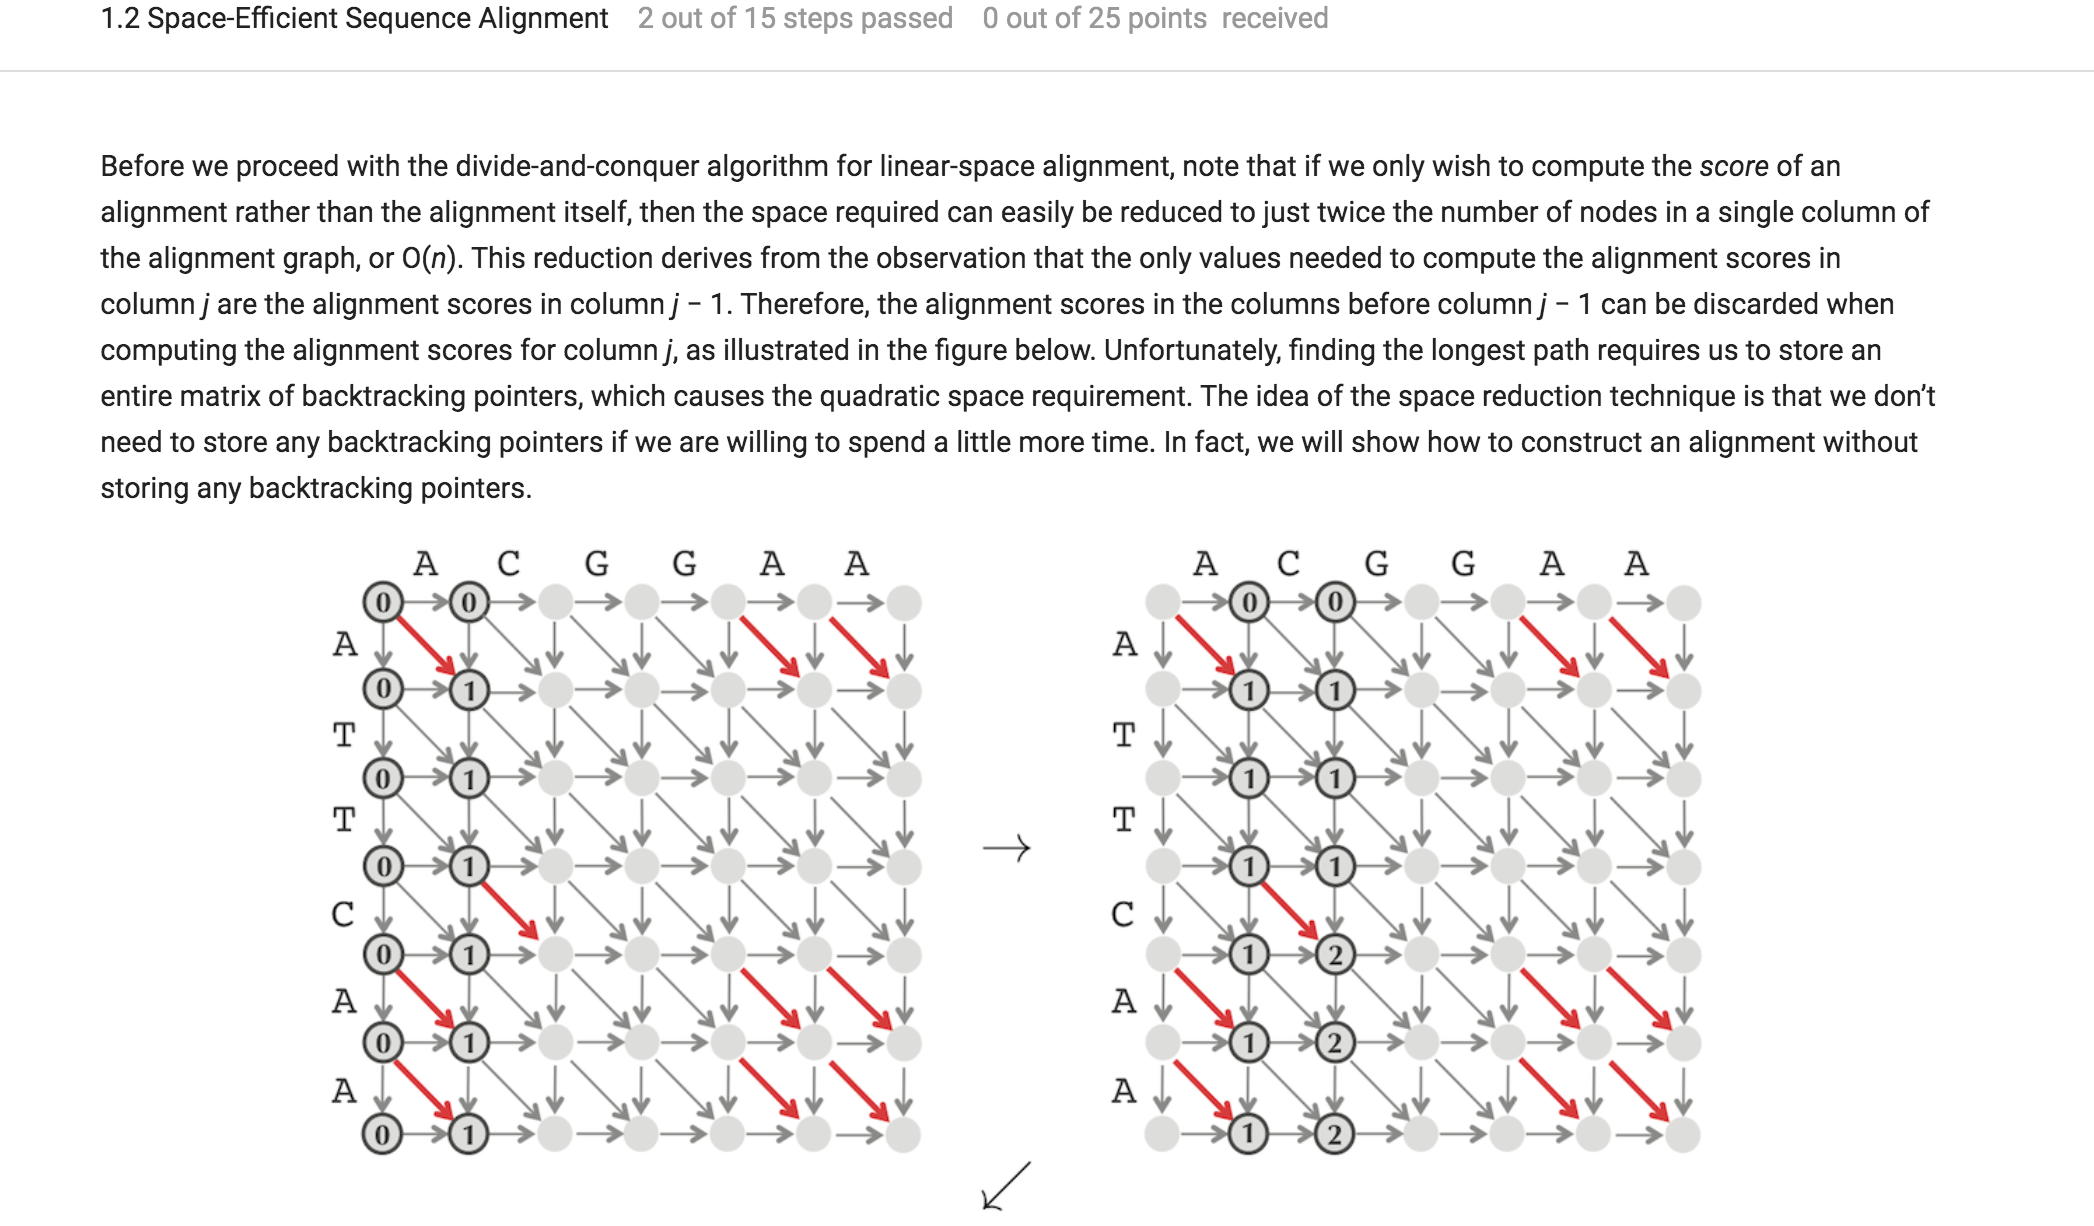 1.2 Space-Efficient Sequence Alignment 2 out of 15 steps passed 0 out of 25 points received
Before we proceed with the divide-and-conquer algorithm for linear-space alignment, note that if we only wish to compute the score of an
alignment rather than the alignment itself, then the space required can easily be reduced to just twice the number of nodes in a single column of
the alignment graph, or O(n). This reduction derives from the observation that the only values needed to compute the alignment scores in
column j are the alignment scores in column j − 1. Therefore, the alignment scores in the columns before column j − 1 can be discarded when
computing the alignment scores for column j, as illustrated in the figure below. Unfortunately, finding the longest path requires us to store an
entire matrix of backtracking pointers, which causes the quadratic space requirement. The idea of the space reduction technique is that we don’t
need to store any backtracking pointers if we are willing to spend a little more time. In fact, we will show how to construct an alignment without
storing any backtracking pointers.
A C G G A A
0 0
A
0 1
T
0 1
T
0 1
C
0 1
A
0 1
A
0 1
A C G G A A
0 0
A
1 1
T
1 1
T
1 1
C
1 2
A
1 2
A
1 2